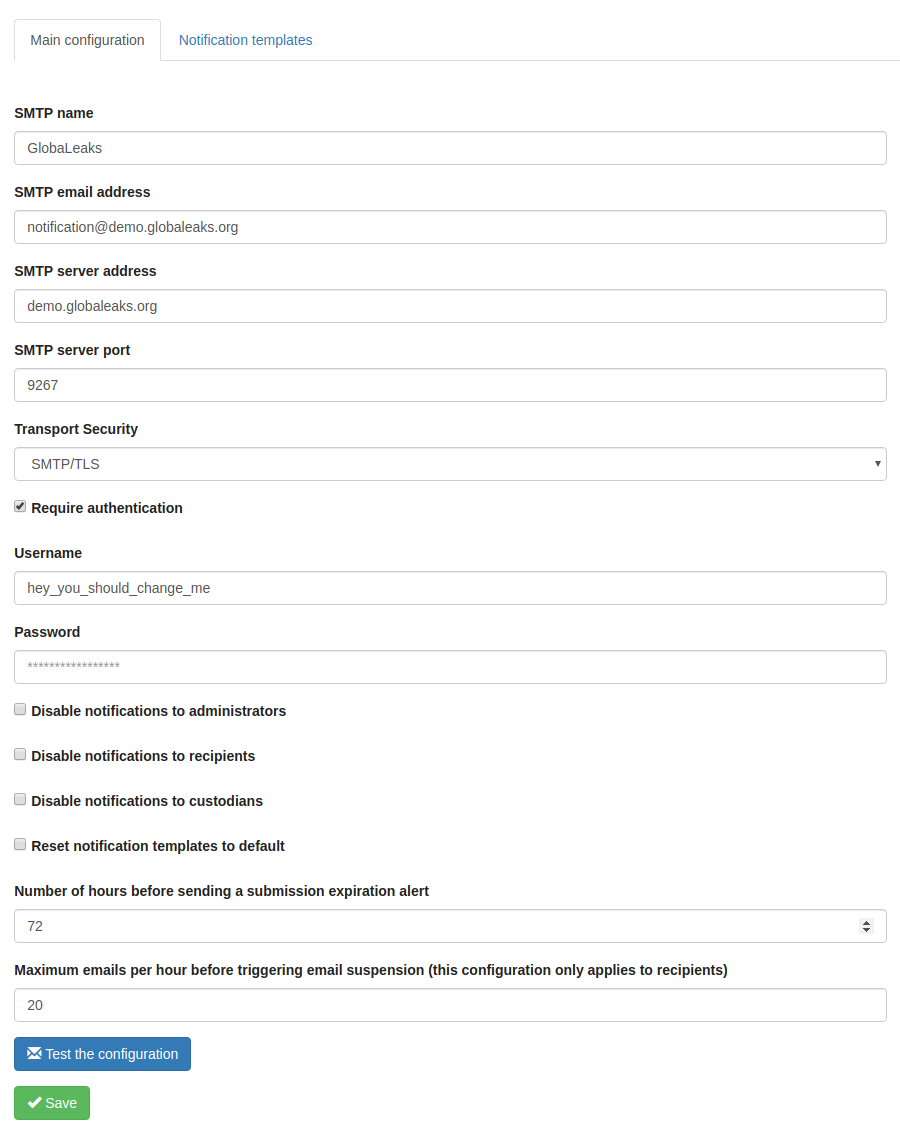 Main configuration
Notification templates
SMTP name
GlobaLeaks
SMTP email address
notification@demo.globaleaks.org
SMTP server address
demo.globaleaks.org
SMTP server port
9267
Transport Security
SMTP/TLS
Require authentication
Username
hey_you_should_change_me
Password
*****************
Disable notifications to administrators
Disable notifications to recipients
Disable notifications to custodians
Reset notification templates to default
Number of hours before sending a submission expiration alert
72
Maximum emails per hour before triggering email suspension (this configuration only applies to recipients)
20
Test the configuration
Save